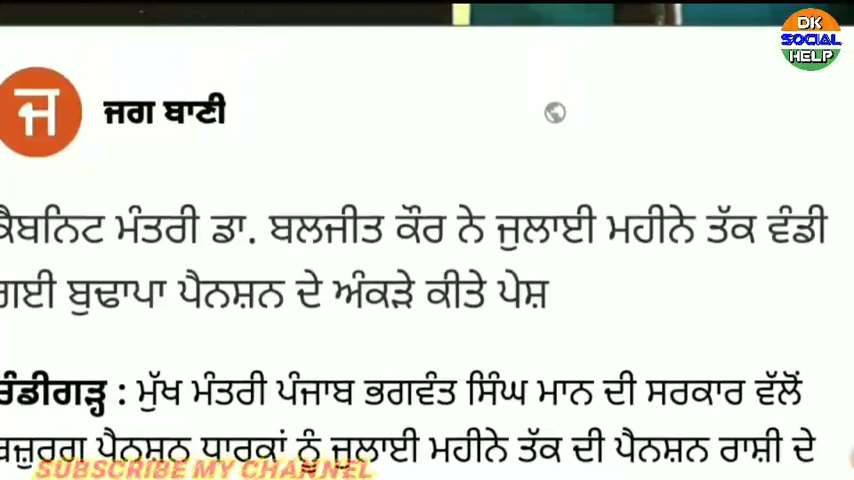 DK
SOCIAL
HELP
ਜ
ਜਗ ਬਾਣੀ
ਕੈਬਨਿਟ ਮੰਤਰੀ ਡਾ. ਬਲਜੀਤ ਕੌਰ ਨੇ ਜੁਲਾਈ ਮਹੀਨੇ ਤੱਕ ਵੰਡੀ
ਗਈ ਬੁਢਾਪਾ ਪੈਨਸ਼ਨ ਦੇ ਅੰਕੜੇ ਕੀਤੇ ਪੇਸ਼
ਚੰਡੀਗੜ੍ਹ : ਮੁੱਖ ਮੰਤਰੀ ਪੰਜਾਬ ਭਗਵੰਤ ਸਿੰਘ ਮਾਨ ਦੀ ਸਰਕਾਰ ਵੱਲੋਂ
ਬਜ਼ੁਰਗ ਪੈਨਸ਼ਨ ਧਾਰਕਾਂ ਨੂੰ ਜੁਲਾਈ ਮਹੀਨੇ ਤੱਕ ਦੀ ਪੈਨਸ਼ਨ ਰਾਸ਼ੀ ਦੇ
SUBSCRIBE MY CHANNEL